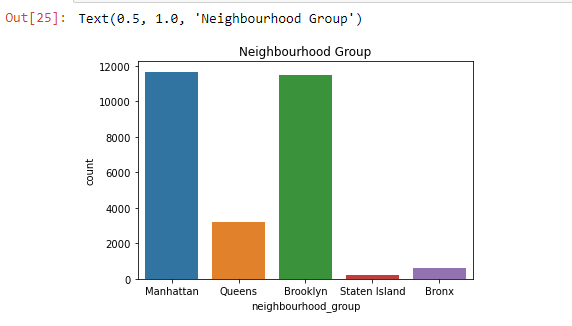 Out[25]: Text(0.5, 1.0, 'Neighbourhood Group')
Neighbourhood Group
12000
10000
8000
6000
4000
2000
0
count
Manhattan Queens Brooklyn Staten Island Bronx
neighbourhood_group